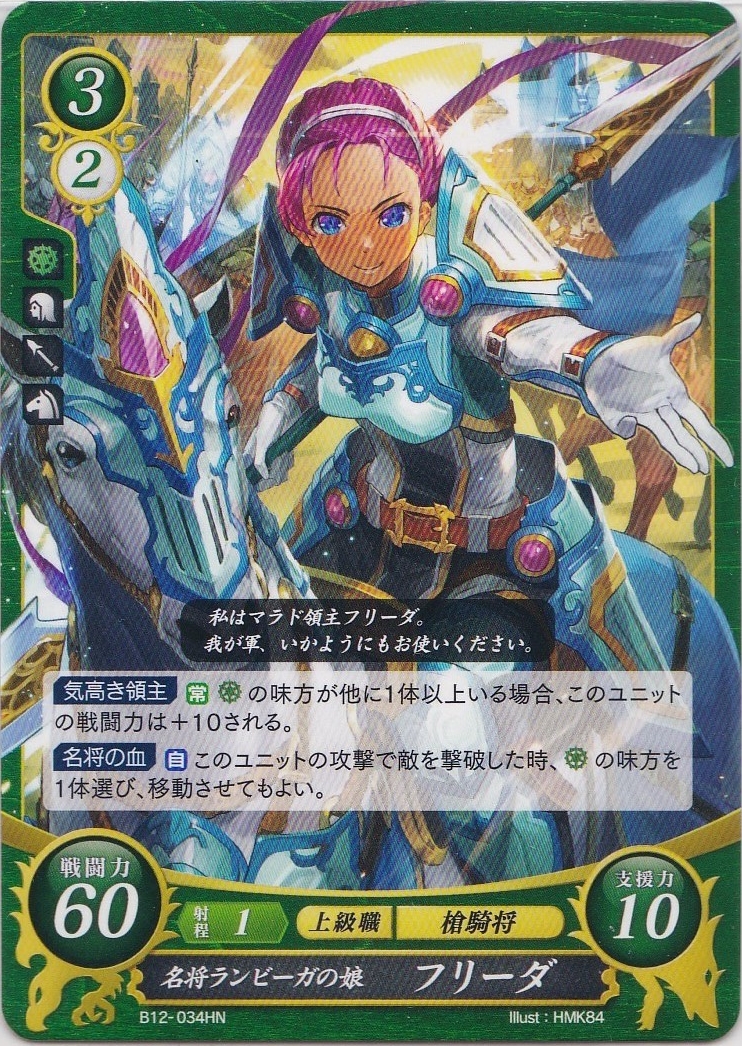 3
2
私はマラド領主フリーダ。
我が軍、いかようにもお使いください。
気高き領主 常 の味方が他に1体以上いる場合、このユニット
の戦闘力は＋10される。
名将の血 自 このユニットの攻撃で敵を撃破した時、 の味方を
1体選び、移動させてもよい。
戦闘力
60
射程 1 上級職 槍騎将
支援力
10
名将ランビーガの娘 フリーダ
B12-034HN Illust : HMK84